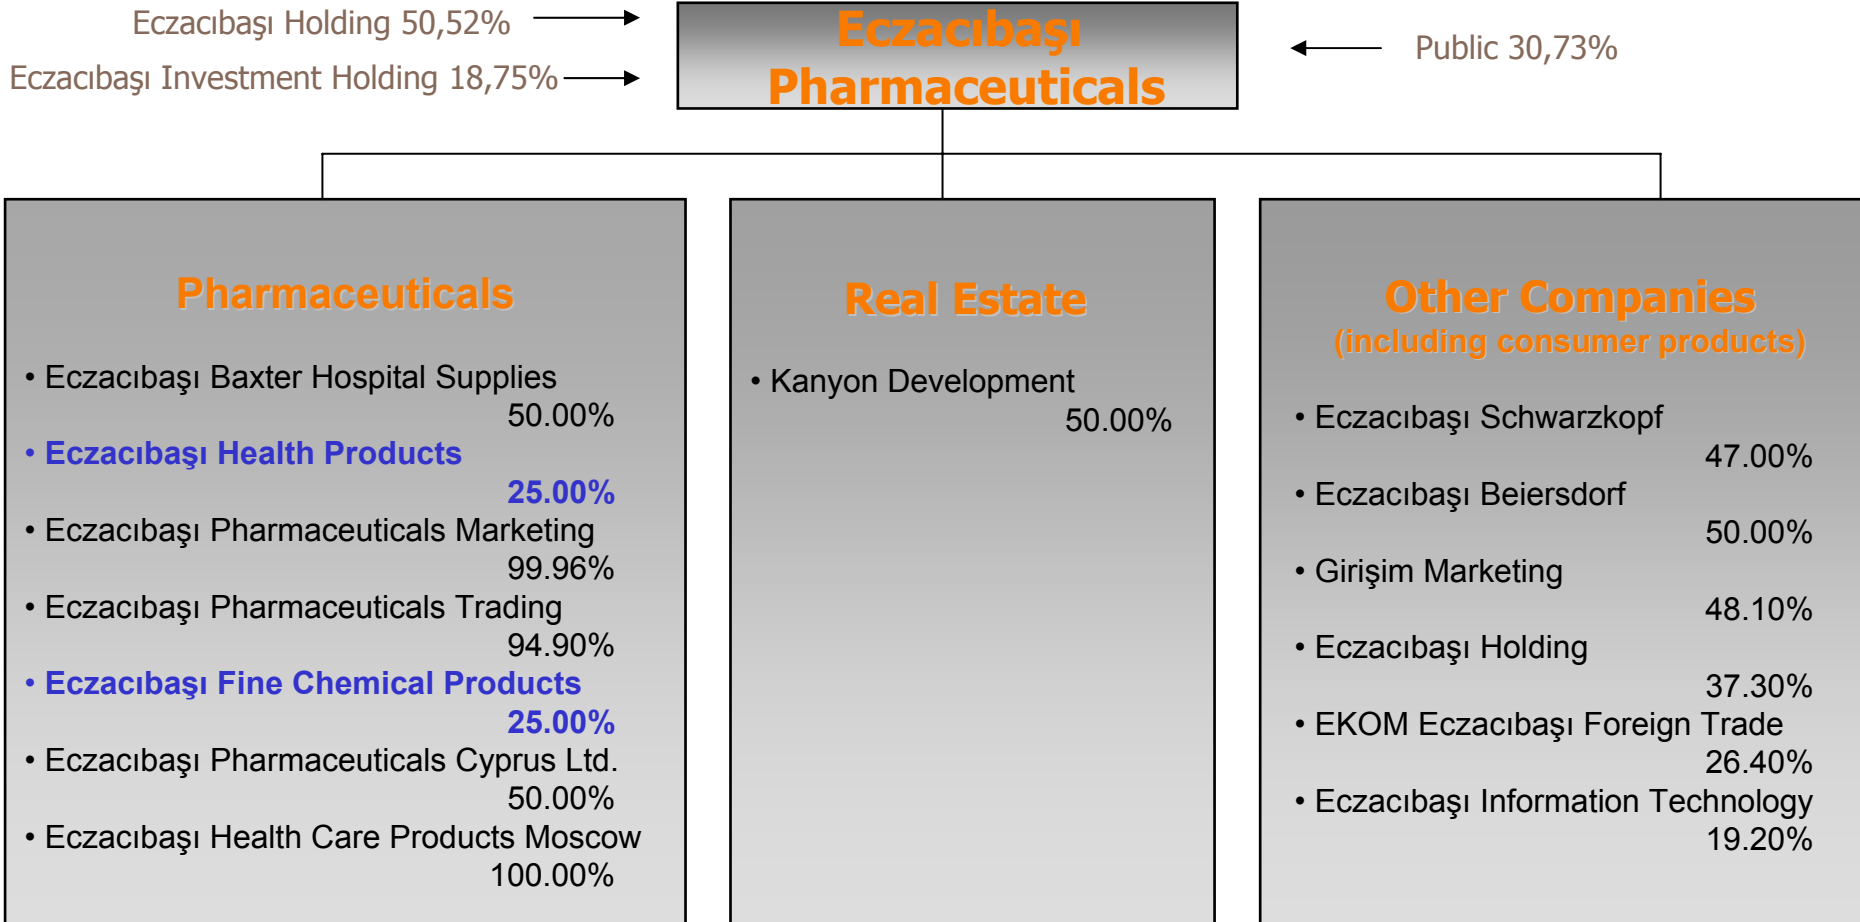 Eczacıbaşı Holding 50,52%
Eczacıbaşı Investment Holding 18,75%
Eczacıbaşı
Pharmaceuticals
Public 30,73%
Pharmaceuticals
• Eczacıbaşı Baxter Hospital Supplies
50.00%
• Eczacıbaşı Health Products
25.00%
• Eczacıbaşı Pharmaceuticals Marketing
99.96%
• Eczacıbaşı Pharmaceuticals Trading
94.90%
• Eczacıbaşı Fine Chemical Products
25.00%
• Eczacıbaşı Pharmaceuticals Cyprus Ltd.
50.00%
• Eczacıbaşı Health Care Products Moscow
100.00%
Real Estate
• Kanyon Development
50.00%
Other Companies
(including consumer products)
• Eczacıbaşı Schwarzkopf
47.00%
• Eczacıbaşı Beiersdorf
50.00%
• Girişim Marketing
48.10%
• Eczacıbaşı Holding
37.30%
• EKOM Eczacıbaşı Foreign Trade
26.40%
• Eczacıbaşı Information Technology
19.20%